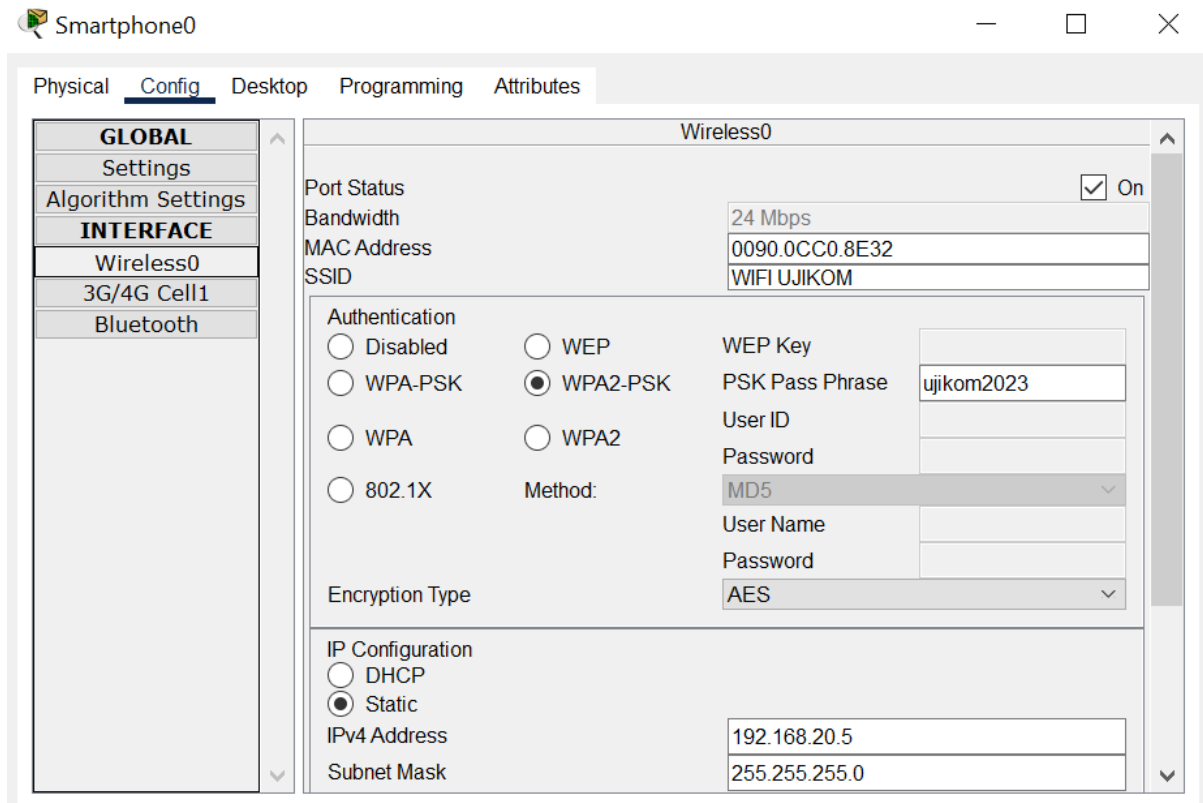 Smartphone0
Physical Config Desktop Programming Attributes
GLOBAL
Settings
Algorithm Settings
INTERFACE
Wireless0
3G/4G Cell1
Bluetooth
Wireless0
Port Status On
Bandwidth 24 Mbps
MAC Address 0090.0CC0.8E32
SSID WIFI UJIKOM
Authentication
Disabled WEP WEP Key
WPA-PSK WPA2-PSK PSK Pass Phrase ujikom2023
User ID
WPA WPA2
Password
802.1X Method: MD5
User Name
Password
Encryption Type AES
IP Configuration
DHCP
Static
IPv4 Address 192.168.20.5
Subnet Mask 255.255.255.0